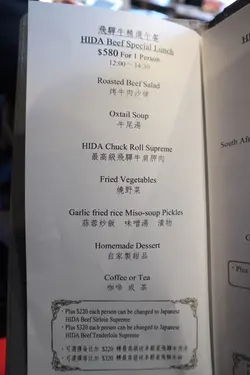 飛騨牛精選午餐
HIDA Beef Special Lunch
$580 For 1 Person
12:00~14:30
Roasted Beef Salad
烤牛肉沙律
Oxtail Soup
牛尾湯
HIDA Chuck Roll Supreme
最高級飛騨牛肩胛肉
Fried Vegetables
燒野菜
Garlic fried rice Miso-soup Pickles
蒜蓉炒飯 味噌湯 漬物
Homemade Dessert
自家製甜品
Coffee or Tea
咖啡 或 茶
* Plus $220 each person can be changed to Japanese
HIDA Beef Sirloin Supreme
* Plus $320 each person can be changed to Japanese
HIDA Beef Tenderloin Supreme
HIDA
South Af